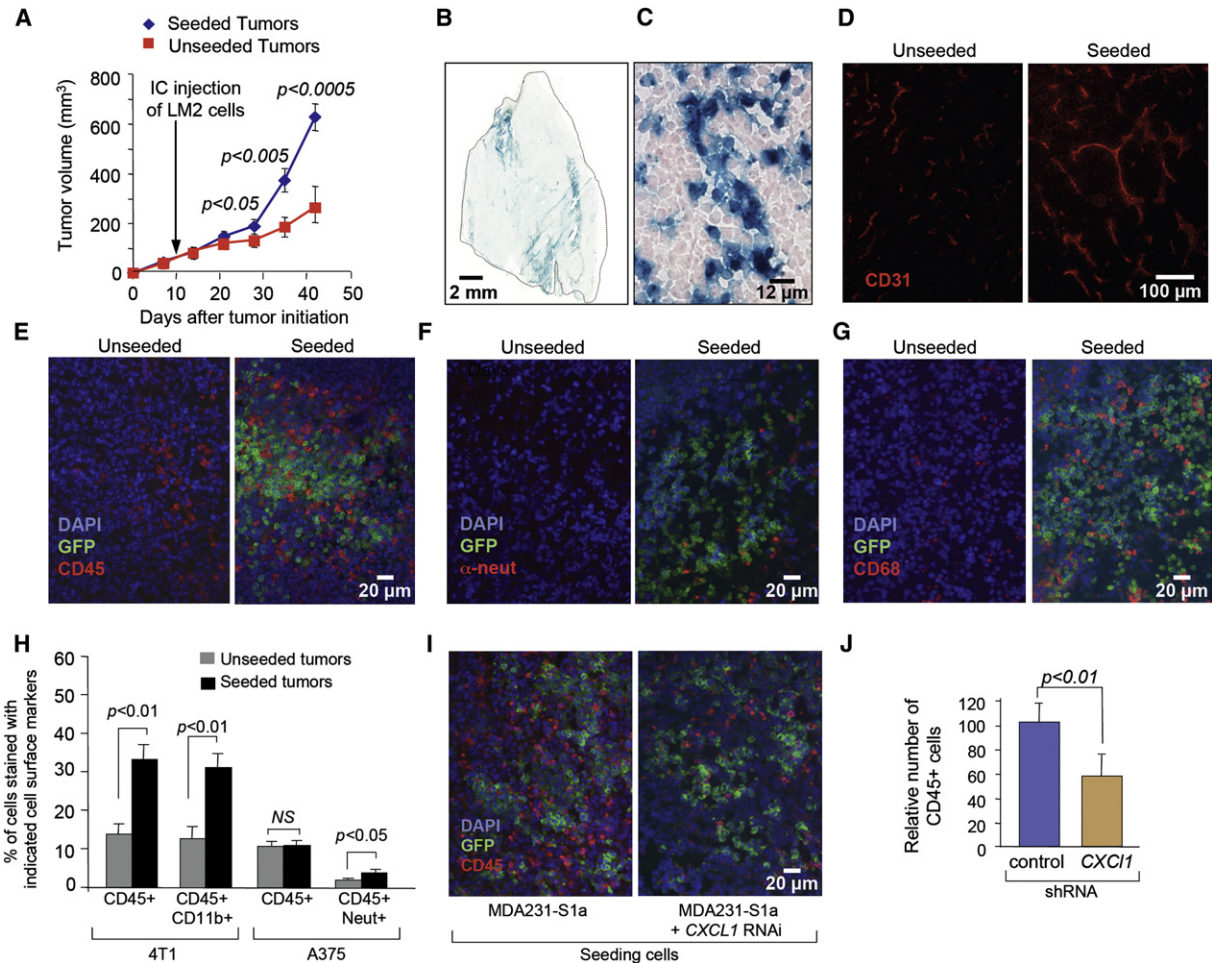 A
Seeded Tumors
Unseeded Tumors
Tumor volume (mm³)
800
600
400
200
0
IC injection
of LM2 cells
p<0.05
p<0.005
p<0.0005
0 10 20 30 40 50
Days after tumor initiation
B
2 mm
C
12 µm
D
Unseeded Seeded
CD31
100 µm
E
Unseeded Seeded
DAPI
GFP
CD45
20 µm
F
Unseeded Seeded
Days
DAPI
GFP
α-neut
20 µm
G
Unseeded Seeded
DAPI
GFP
CD68
20 µm
H
Unseeded tumors
Seeded tumors
% of cells stained with
indicated cell surface markers
60
50
40
30
20
10
0
p<0.01
p<0.01
NS
p<0.05
CD45+ CD45+ CD45+ CD45+
CD11b+ Neut+
4T1 A375
I
DAPI
GFP
CD45
20 µm
MDA231-S1a MDA231-S1a
+ CXCL1 RNAi
Seeding cells
J
p<0.01
Relative number of
CD45+ cells
120
100
80
60
40
20
0
control CXCl1
shRNA